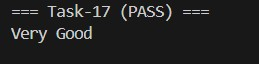 === Task-17 (PASS) ===
Very Good